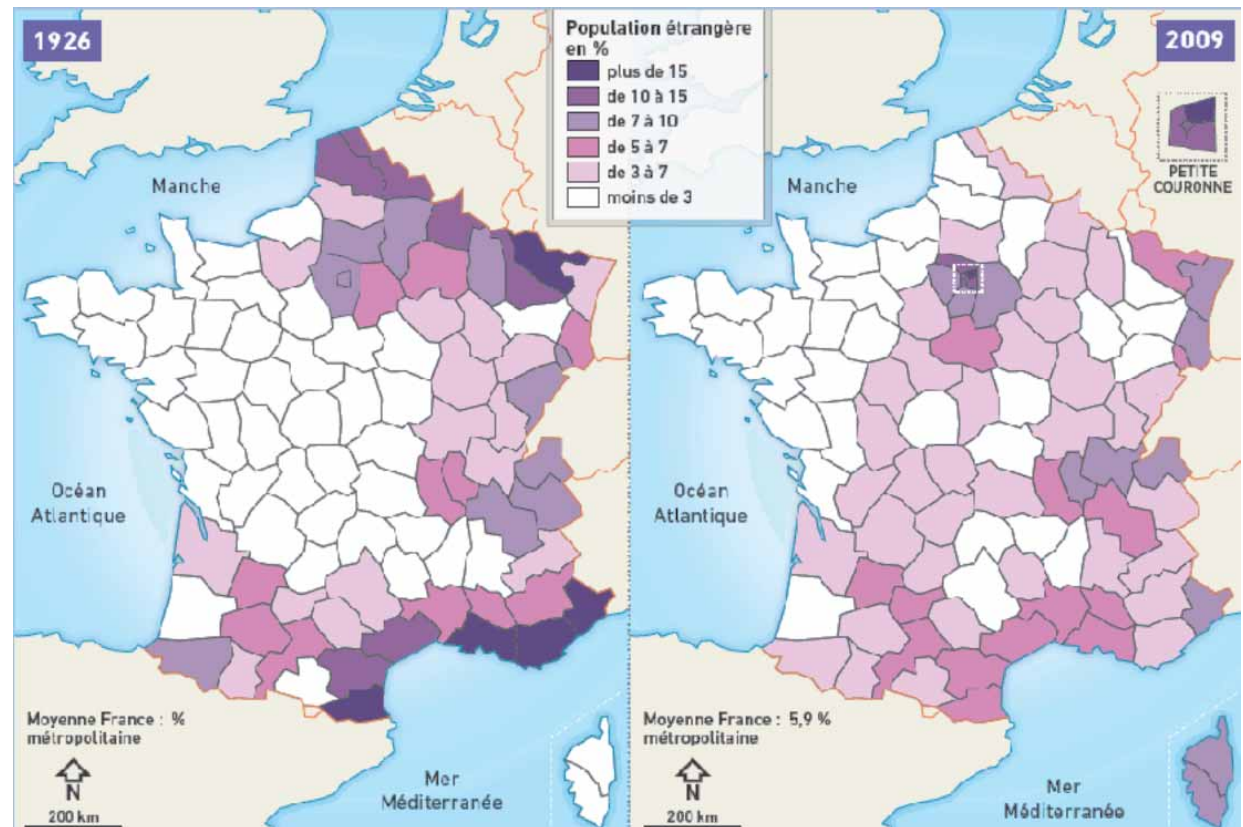 1926
Population étrangère
en %
plus de 15
de 10 à 15
de 7 à 10
de 5 à 7
de 3 à 7
moins de 3
2009
PETITE
COURONNE
Manche
Océan
Atlantique
Moyenne France : %
métropolitaine
N
200 km
Mer
Méditerranée
Manche
Océan
Atlantique
Moyenne France : 5,9 %
métropolitaine
N
200 km
Mer
Méditerranée